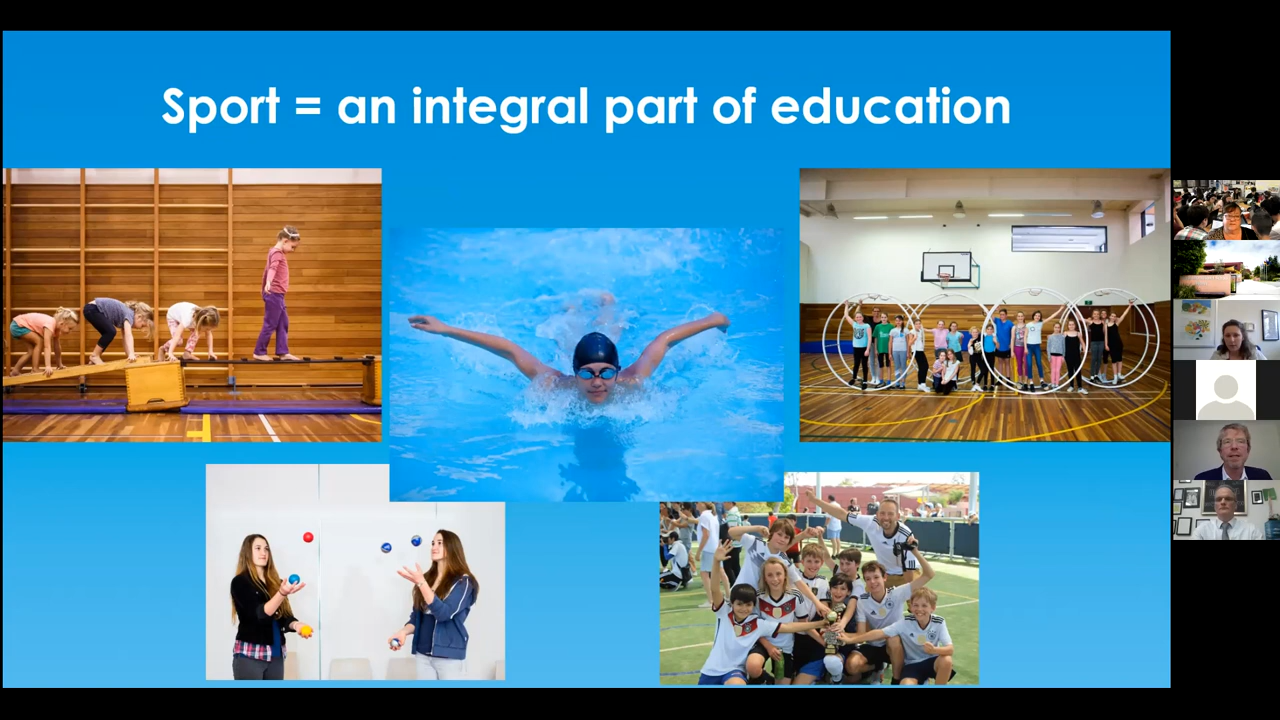 Sport = an integral part of education